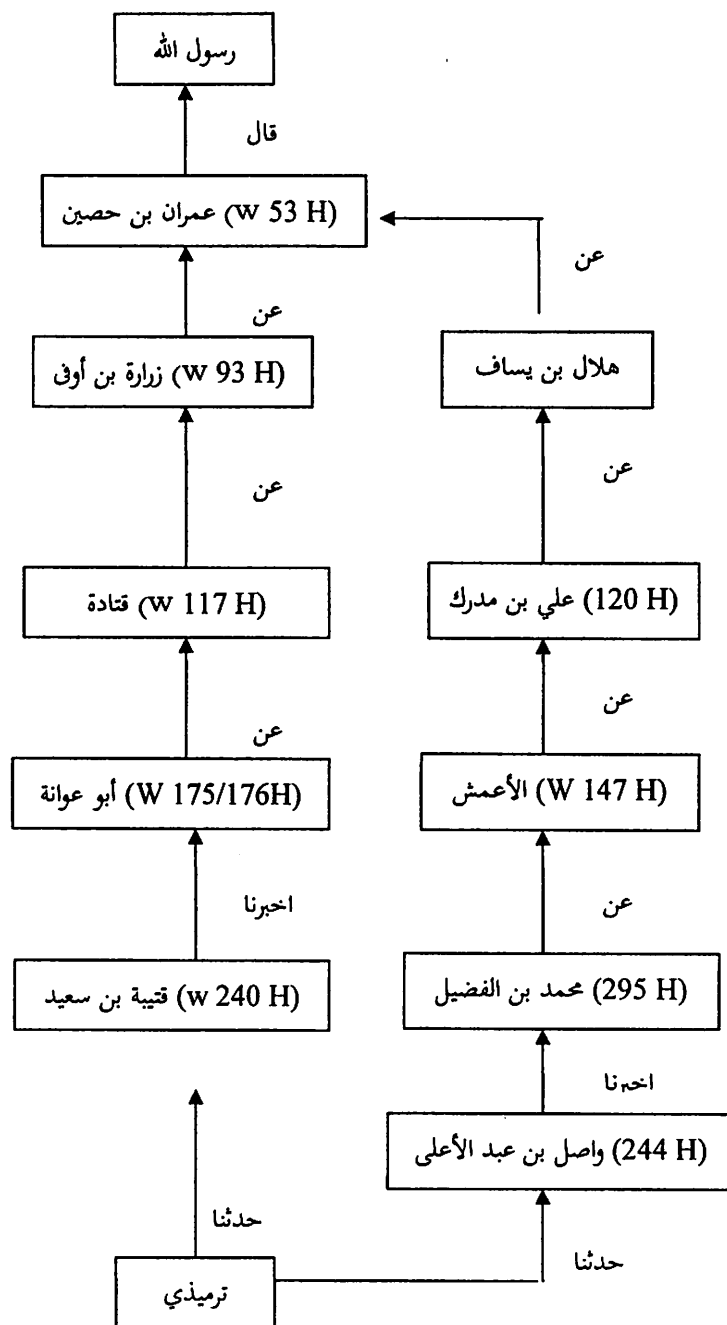 رسول الله
قال
عمران بن حصين (w 53 H)
عن
عن
زرارة بن أوفى (w 93 H)
هلال بن يساف
عن
عن
قتادة (w 117 H)
علي بن مدرك (120 H)
عن
عن
أبو عوانة (W 175/176H)
الأعمش (W 147 H)
اخبرنا
عن
قتيبة بن سعيد (w 240 H)
محمد بن الفضيل (295 H)
اخبرنا
واصل بن عبد الأعلى (244 H)
حدثنا
حدثنا
ترميذي